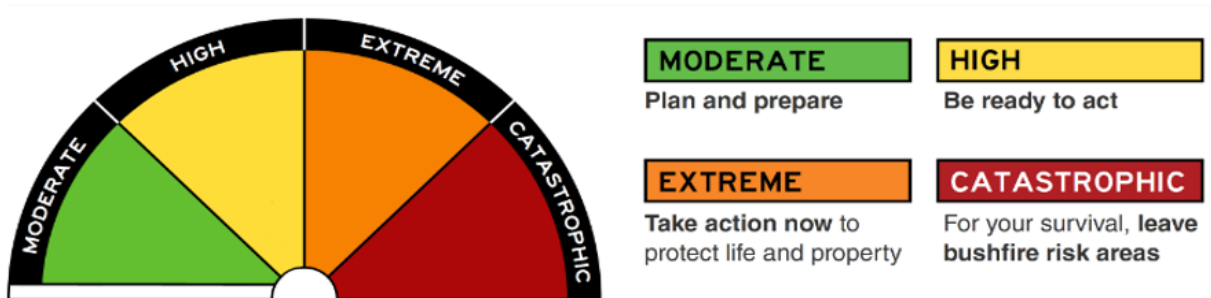 MODERATE
HIGH
EXTREME
CATASTROPHIC
MODERATE
Plan and prepare
HIGH
Be ready to act
EXTREME
Take action now to
protect life and property
CATASTROPHIC
For your survival, leave
bushfire risk areas